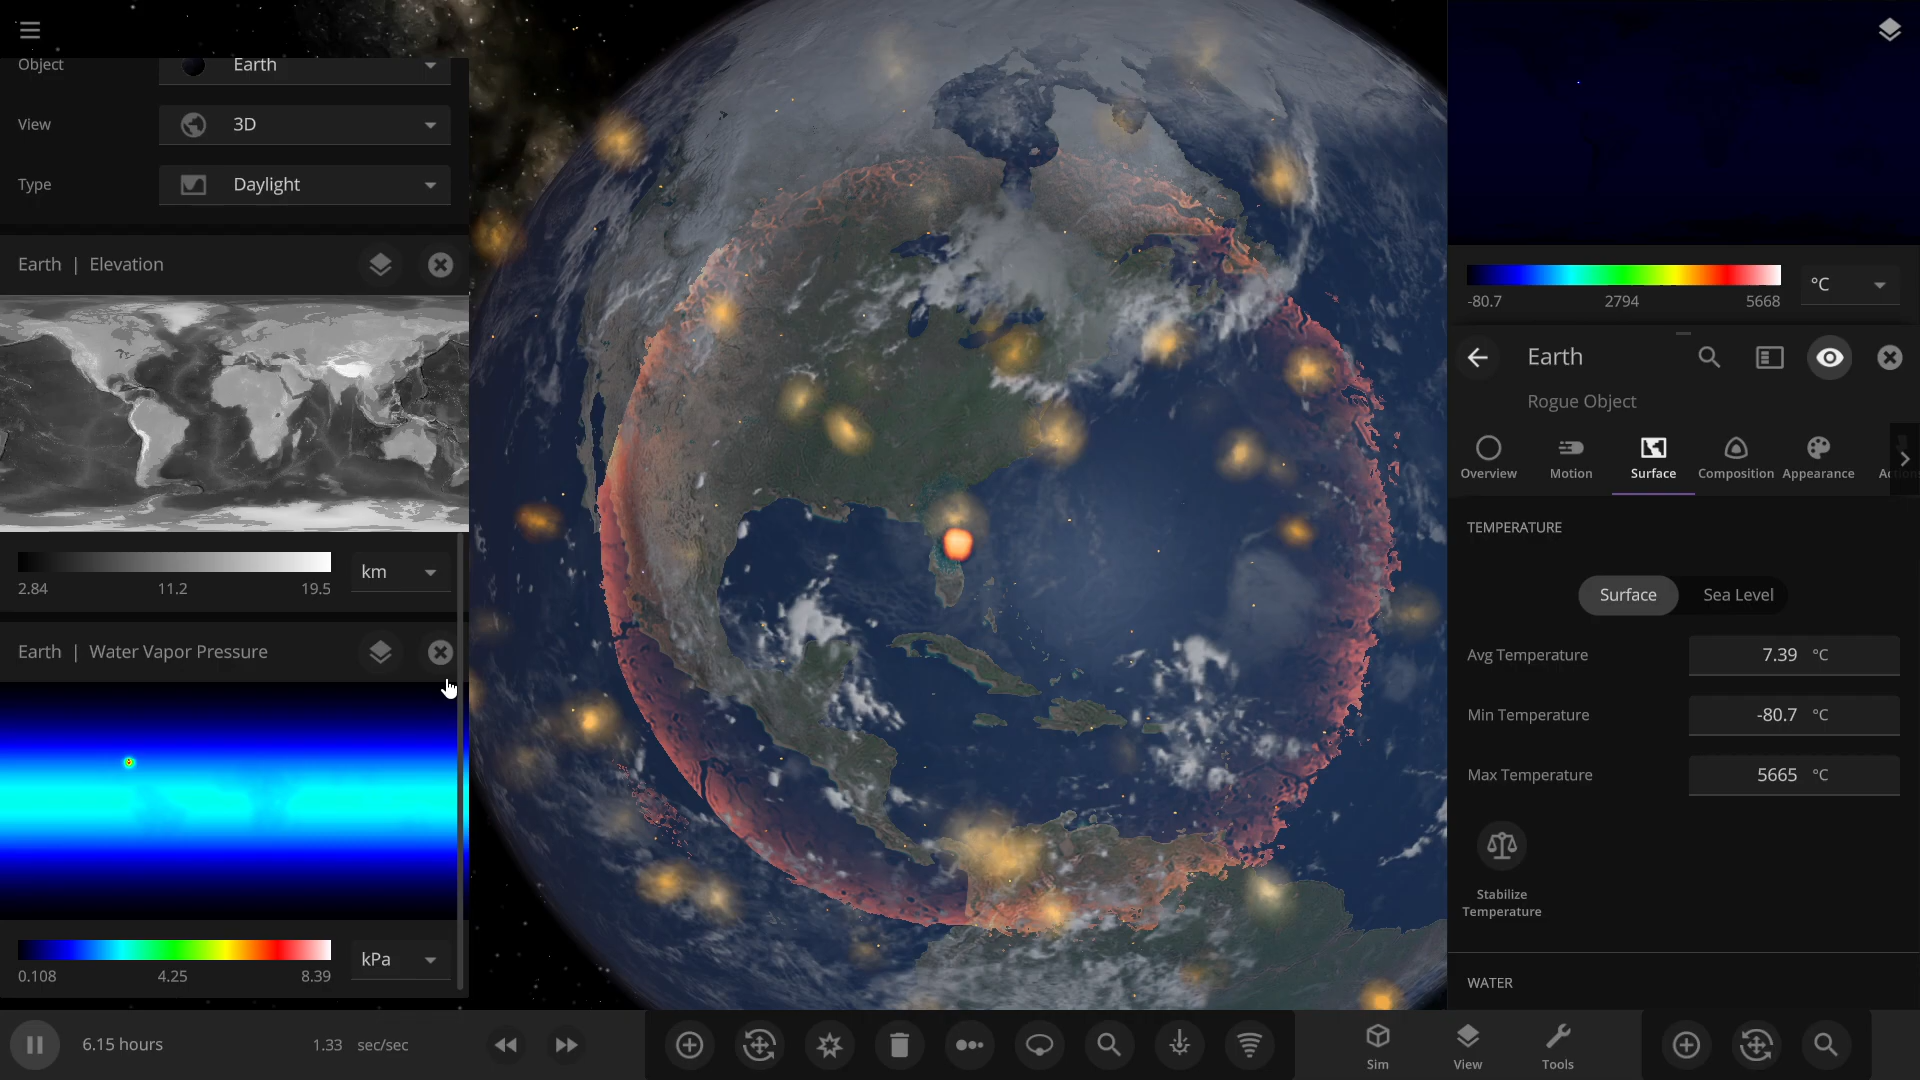 Object Earth
View 3D
Type Daylight
Earth | Elevation
km
2.84 11.2 19.5
Earth | Water Vapor Pressure
kPa
0.108 4.25 8.39
6.15 hours 1.33 sec/sec
Sim View Tools
°C
-80.7 2794 5668
Earth
Rogue Object
Overview Motion Surface Composition Appearance
TEMPERATURE
Surface Sea Level
Avg Temperature 7.39 °C
Min Temperature -80.7 °C
Max Temperature 5665 °C
Stabilize
Temperature
WATER